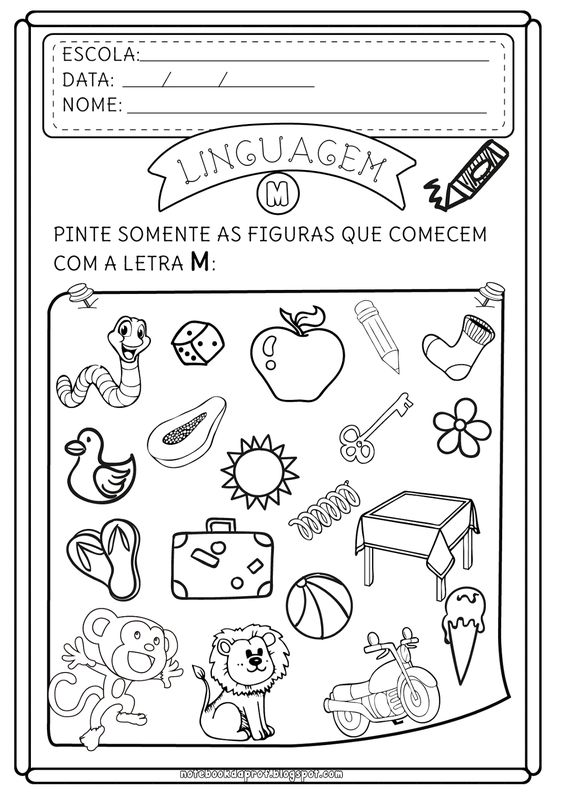 ESCOLA:
DATA: / /
NOME:
LINGUAGEM
M
PINTE SOMENTE AS FIGURAS QUE COMECEM
COM A LETRA M:
notebookdaprof.blogspot.com